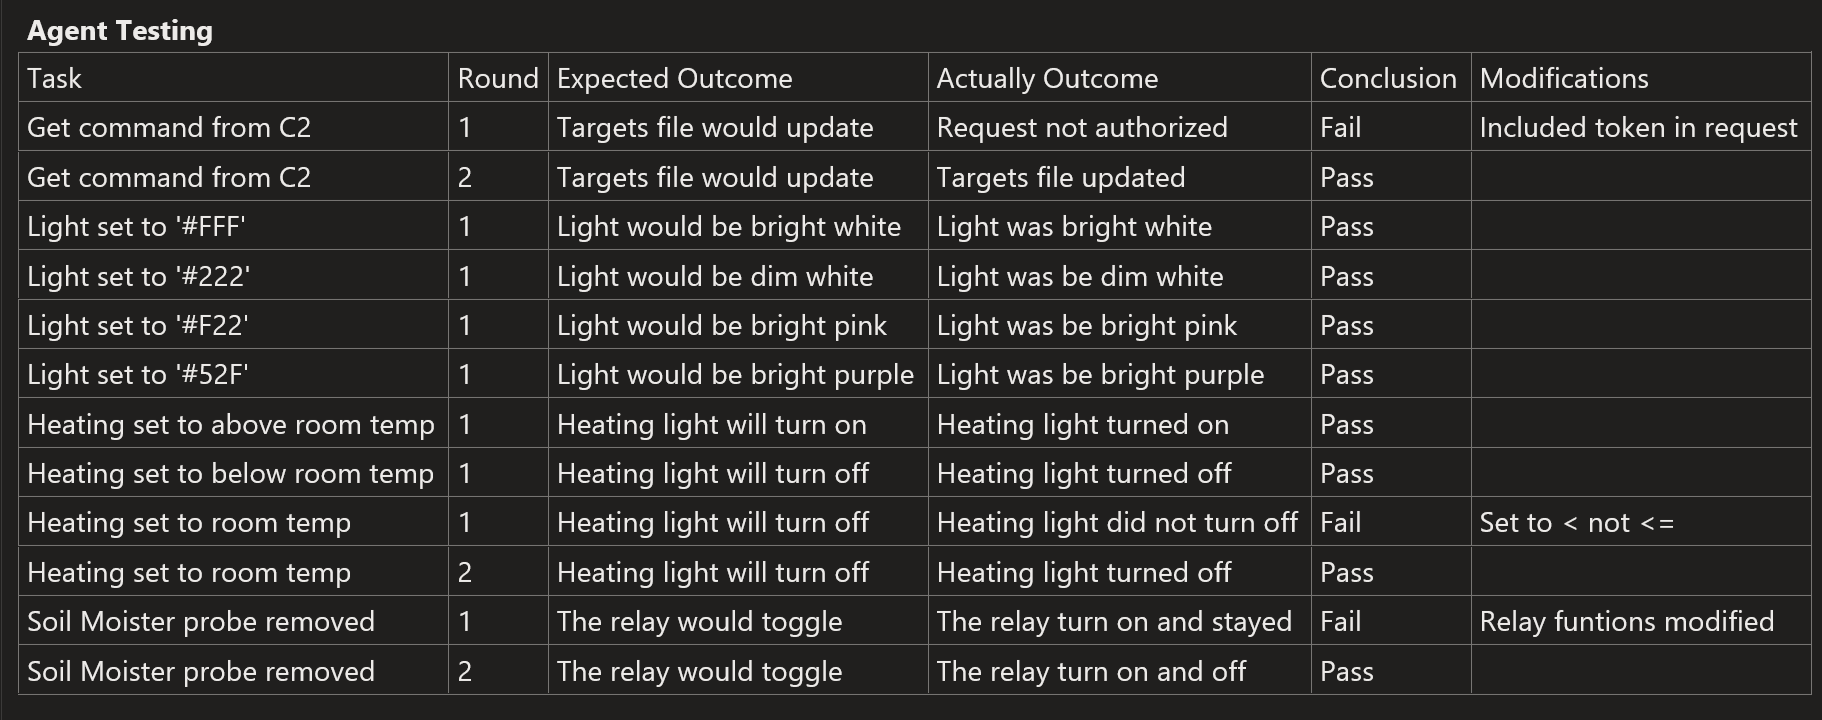 Agent Testing
Task Round Expected Outcome Actually Outcome Conclusion Modifications
Get command from C2 1 Targets file would update Request not authorized Fail Included token in request
Get command from C2 2 Targets file would update Targets file updated Pass
Light set to '#FFF' 1 Light would be bright white Light was bright white Pass
Light set to '#222' 1 Light would be dim white Light was be dim white Pass
Light set to '#F22' 1 Light would be bright pink Light was be bright pink Pass
Light set to '#52F' 1 Light would be bright purple Light was be bright purple Pass
Heating set to above room temp 1 Heating light will turn on Heating light turned on Pass
Heating set to below room temp 1 Heating light will turn off Heating light turned off Pass
Heating set to room temp 1 Heating light will turn off Heating light did not turn off Fail Set to < not <=
Heating set to room temp 2 Heating light will turn off Heating light turned off Pass
Soil Moister probe removed 1 The relay would toggle The relay turn on and stayed Fail Relay funtions modified
Soil Moister probe removed 2 The relay would toggle The relay turn on and off Pass